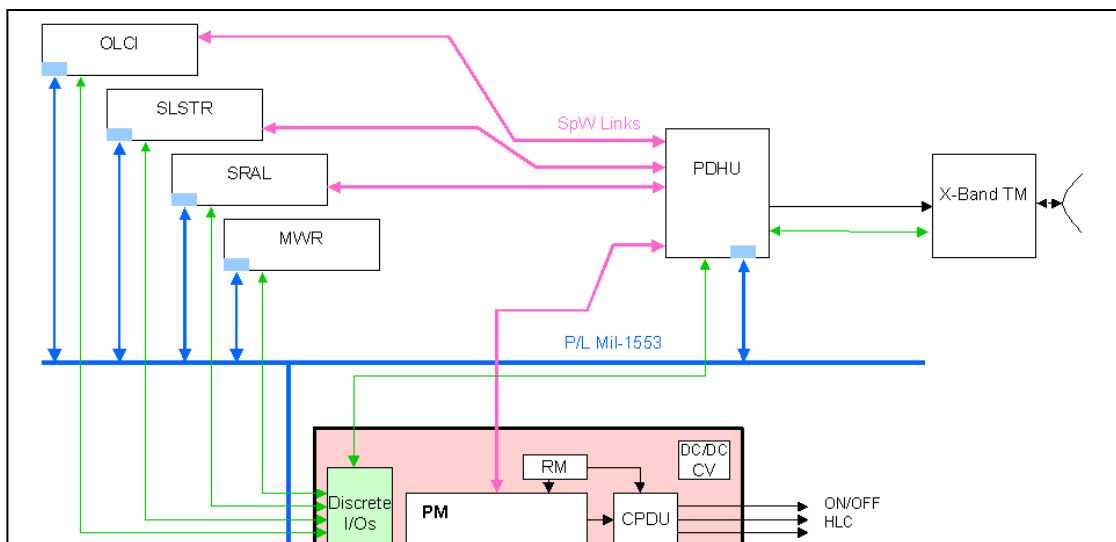 OLCI
SLSTR
SpW Links
SRAL
PDHU
X-Band TM
MWR
P/L Mil-1553
DC/DC
CV
RM
Discrete
I/Os
PM
CPDU
ON/OFF
HLC